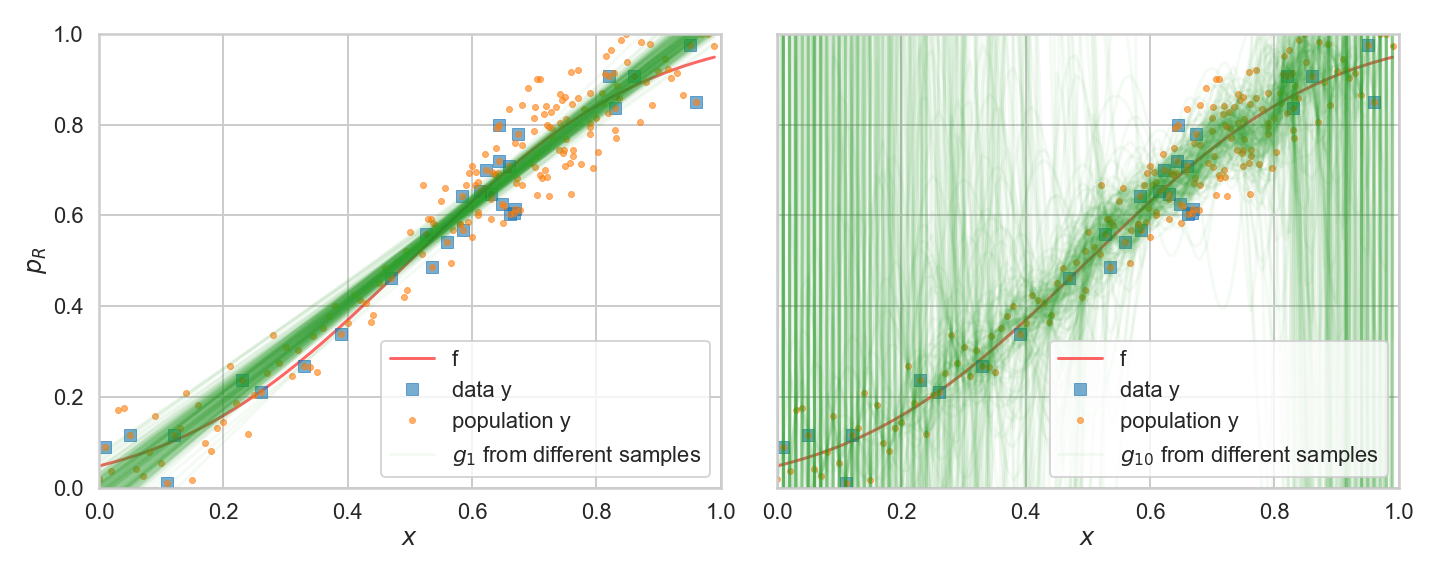 1.0
0.8
0.6
0.4
0.2
0.0
p_R
f
data y
population y
g_1 from different samples
0.0 0.2 0.4 0.6 0.8 1.0
x
f
data y
population y
g_10 from different samples
0.0 0.2 0.4 0.6 0.8 1.0
x